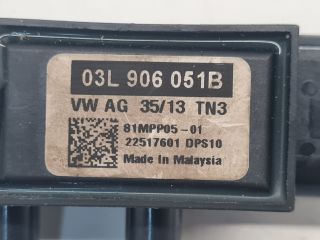 03L 906 051B
VW AG 35/13 TN3
81MPP05-01
22517601 DPS10
Made In Malaysia